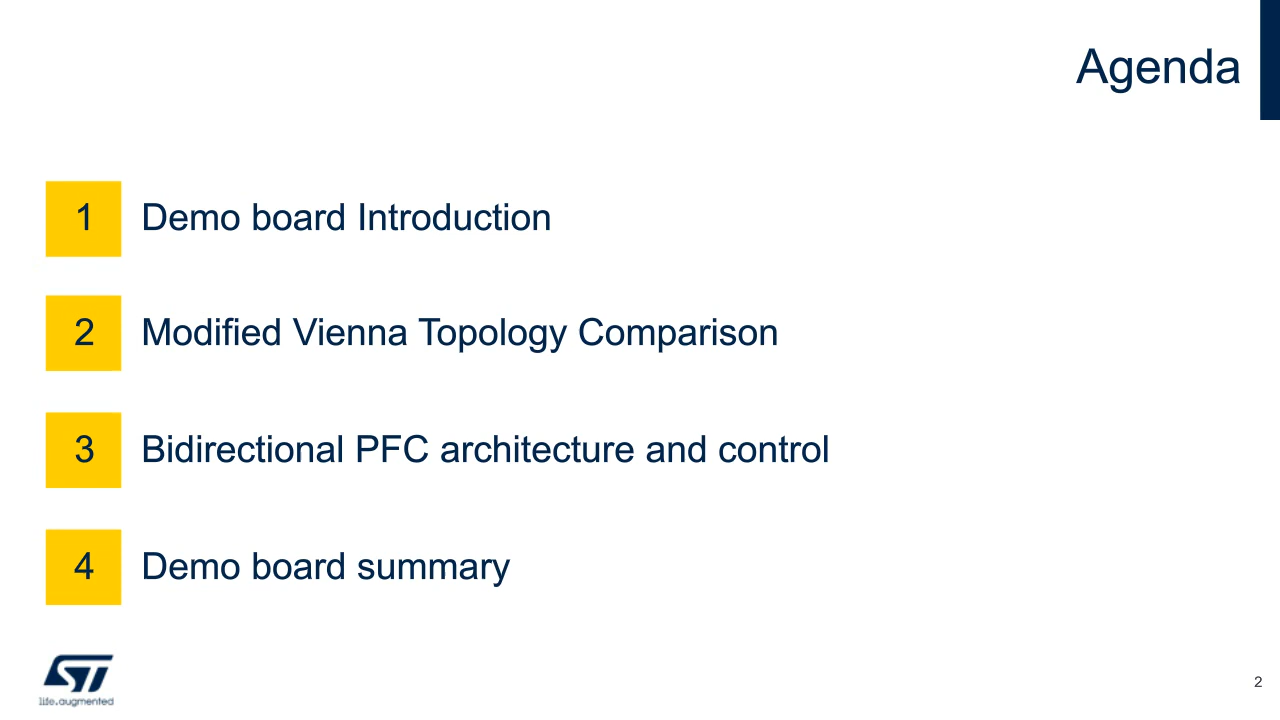 Agenda
1 Demo board Introduction
2 Modified Vienna Topology Comparison
3 Bidirectional PFC architecture and control
4 Demo board summary
ST
life.augmented
2